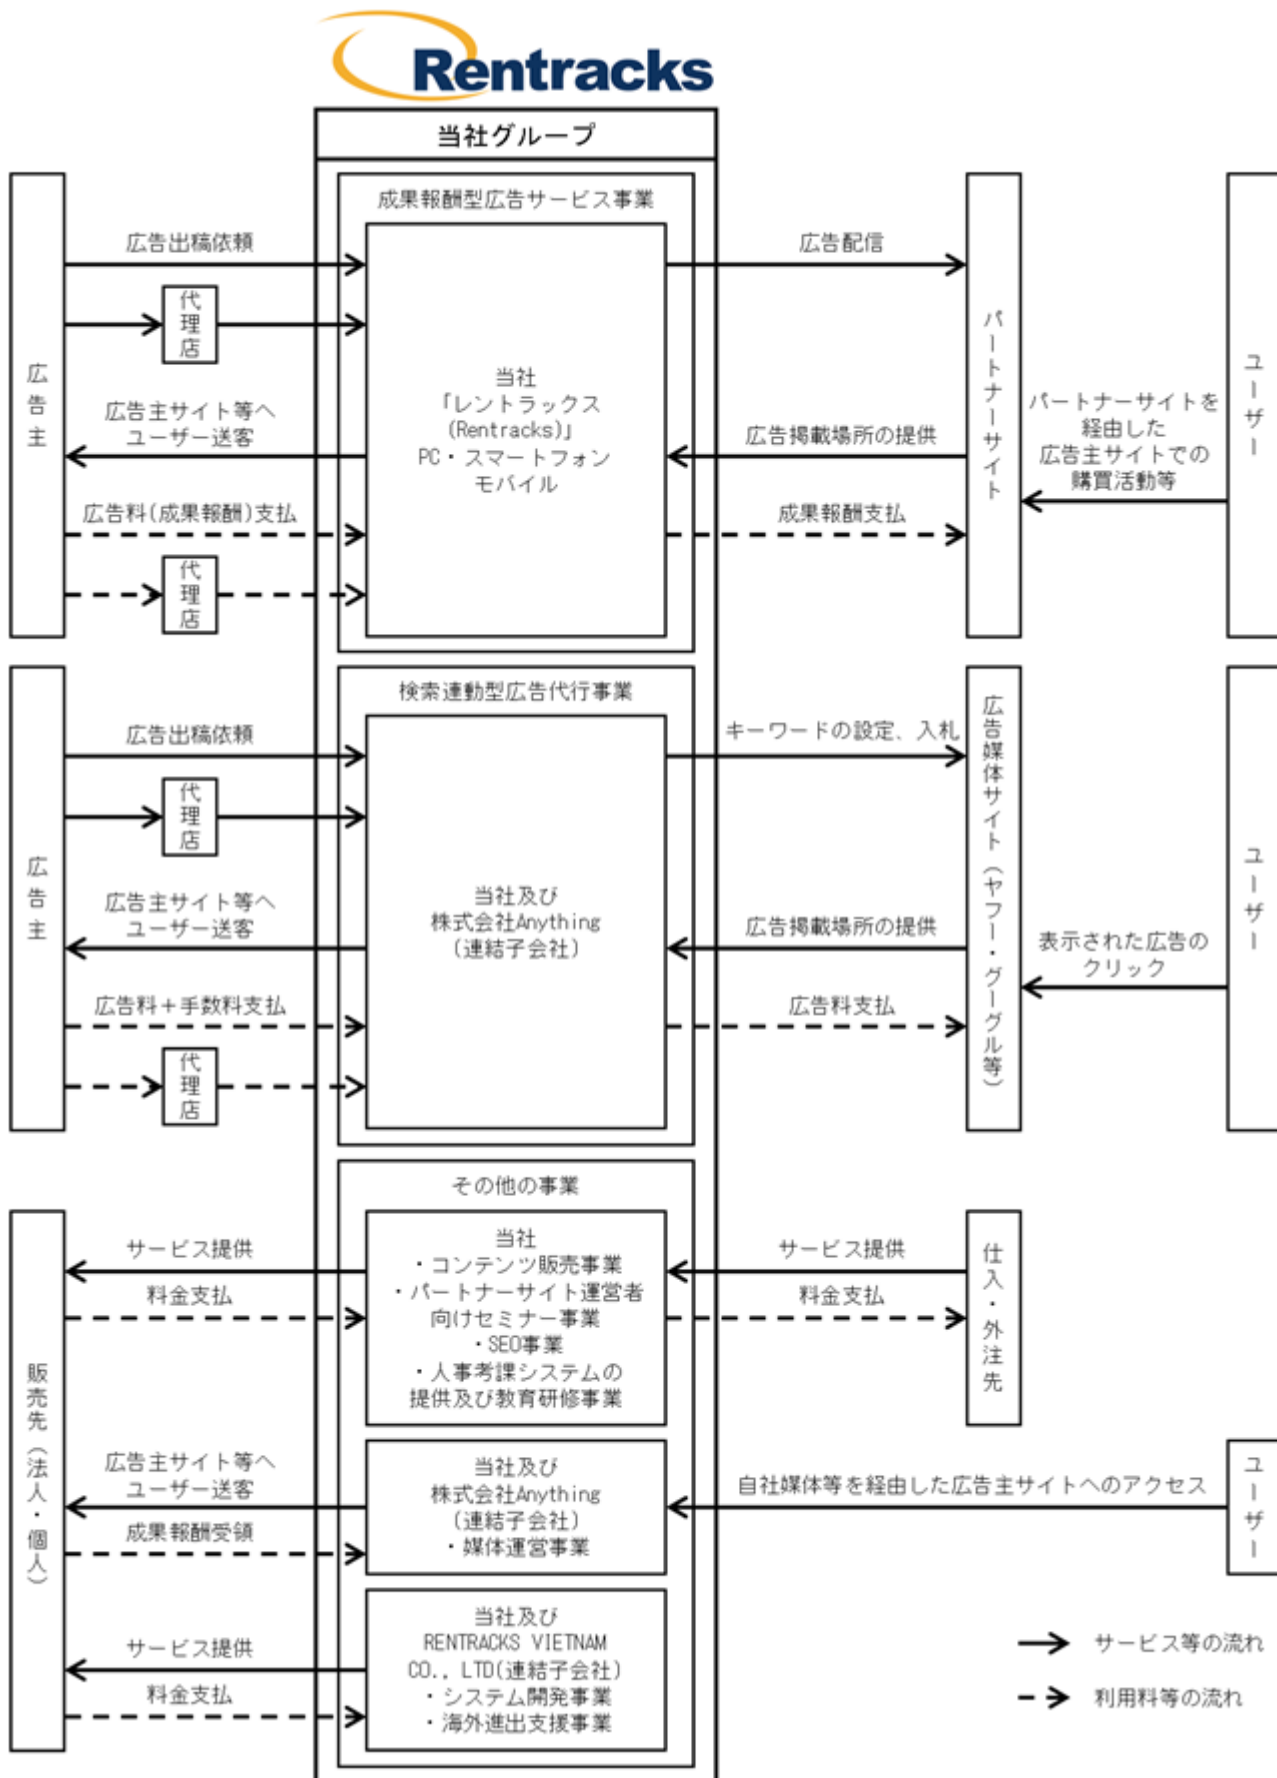 Rentracks
当社グループ
成果報酬型広告サービス事業
広告主
広告出稿依頼
代理店
広告主サイト等へ
ユーザー送客
広告料(成果報酬)支払
代理店
当社
「レントラックス
(Rentracks)」
PC・スマートフォン
モバイル
広告配信
広告掲載場所の提供
成果報酬支払
パートナーサイト
パートナーサイトを
経由した
広告主サイトでの
購買活動等
ユーザー
検索連動型広告代行事業
広告主
広告出稿依頼
代理店
広告主サイト等へ
ユーザー送客
広告料＋手数料支払
代理店
当社及び
株式会社Anything
(連結子会社)
キーワードの設定、入札
広告掲載場所の提供
広告料支払
広告媒体サイト（ヤフー・グーグル等）
表示された広告の
クリック
ユーザー
その他の事業
販売先（法人・個人）
サービス提供
料金支払
当社
・コンテンツ販売事業
・パートナーサイト運営者
向けセミナー事業
・SEO事業
・人事考課システムの
提供及び教育研修事業
サービス提供
料金支払
仕入・外注先
広告主サイト等へ
ユーザー送客
成果報酬受領
当社及び
株式会社Anything
(連結子会社)
・媒体運営事業
自社媒体等を経由した広告主サイトへのアクセス
ユーザー
サービス提供
料金支払
当社及び
RENTRACKS VIETNAM
CO., LTD(連結子会社)
・システム開発事業
・海外進出支援事業
サービス等の流れ
利用料等の流れ